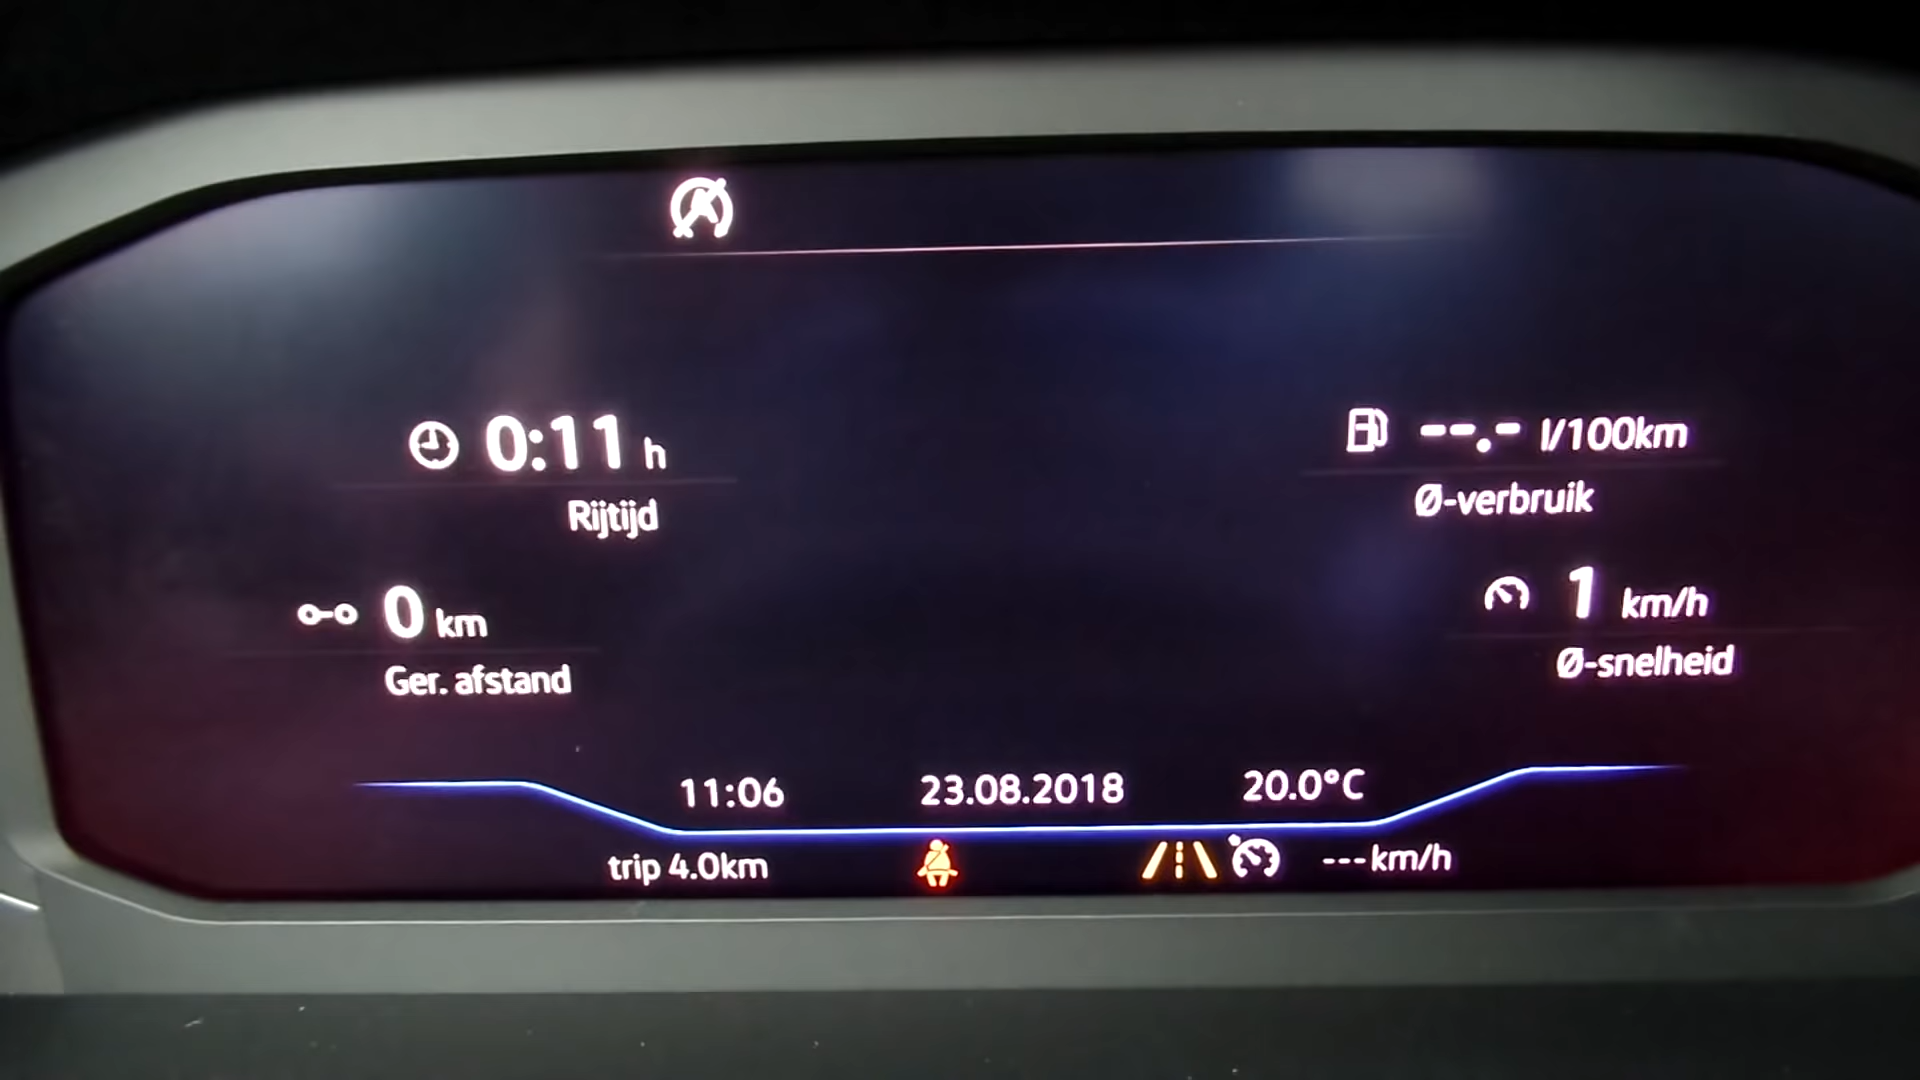 0:11 h
Rijtijd
--.- l/100km
Ø-verbruik
0 km
Ger. afstand
1 km/h
Ø-snelheid
11:06 23.08.2018 20.0°C
trip 4.0km ---km/h